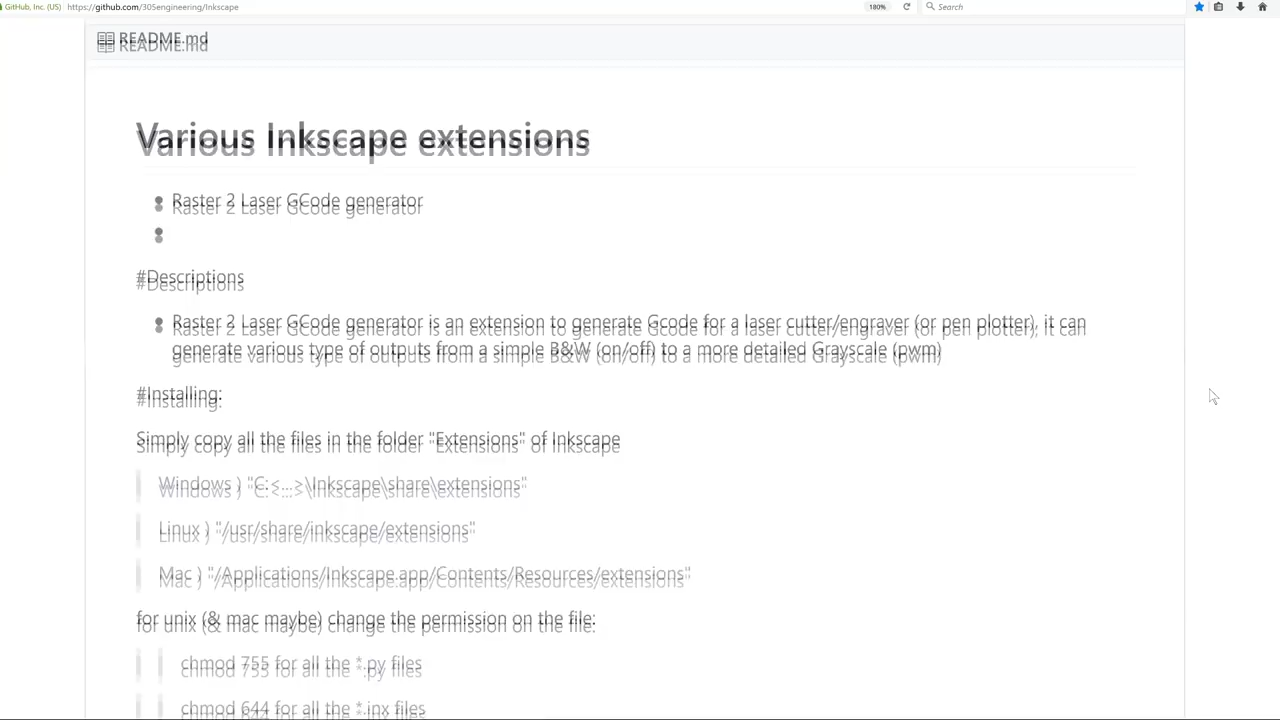 GitHub, Inc. (US)
https://github.com/305engineering/Inkscape
180%
Search
README.md
Various Inkscape extensions
Raster 2 Laser GCode generator
#Descriptions
Raster 2 Laser GCode generator is an extension to generate Gcode for a laser cutter/engraver (or pen plotter), it can
generate various type of outputs from a simple B&W (on/off) to a more detailed Grayscale (pwm)
#Installing:
Simply copy all the files in the folder "Extensions" of Inkscape
Windows ) "C:<...>\Inkscape\share\extensions"
Linux ) "/usr/share/inkscape/extensions"
Mac ) "/Applications/Inkscape.app/Contents/Resources/extensions"
for unix (& mac maybe) change the permission on the file:
chmod 755 for all the *.py files
chmod 644 for all the *.inx files